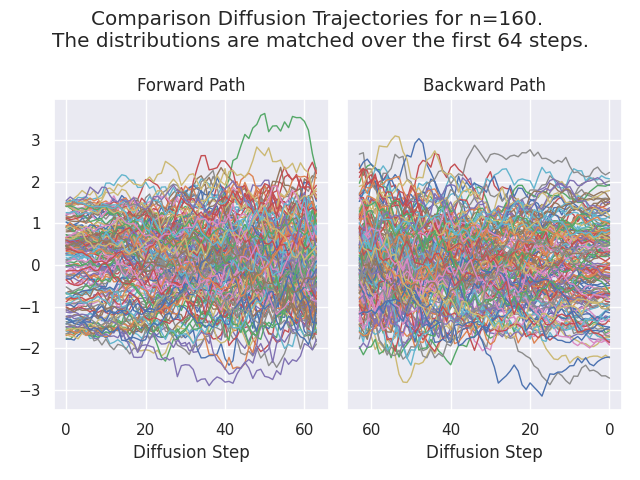 Comparison Diffusion Trajectories for n=160.
The distributions are matched over the first 64 steps.
Forward Path
Backward Path
3
2
1
0
−1
−2
−3
0 20 40 60
60 40 20 0
Diffusion Step
Diffusion Step